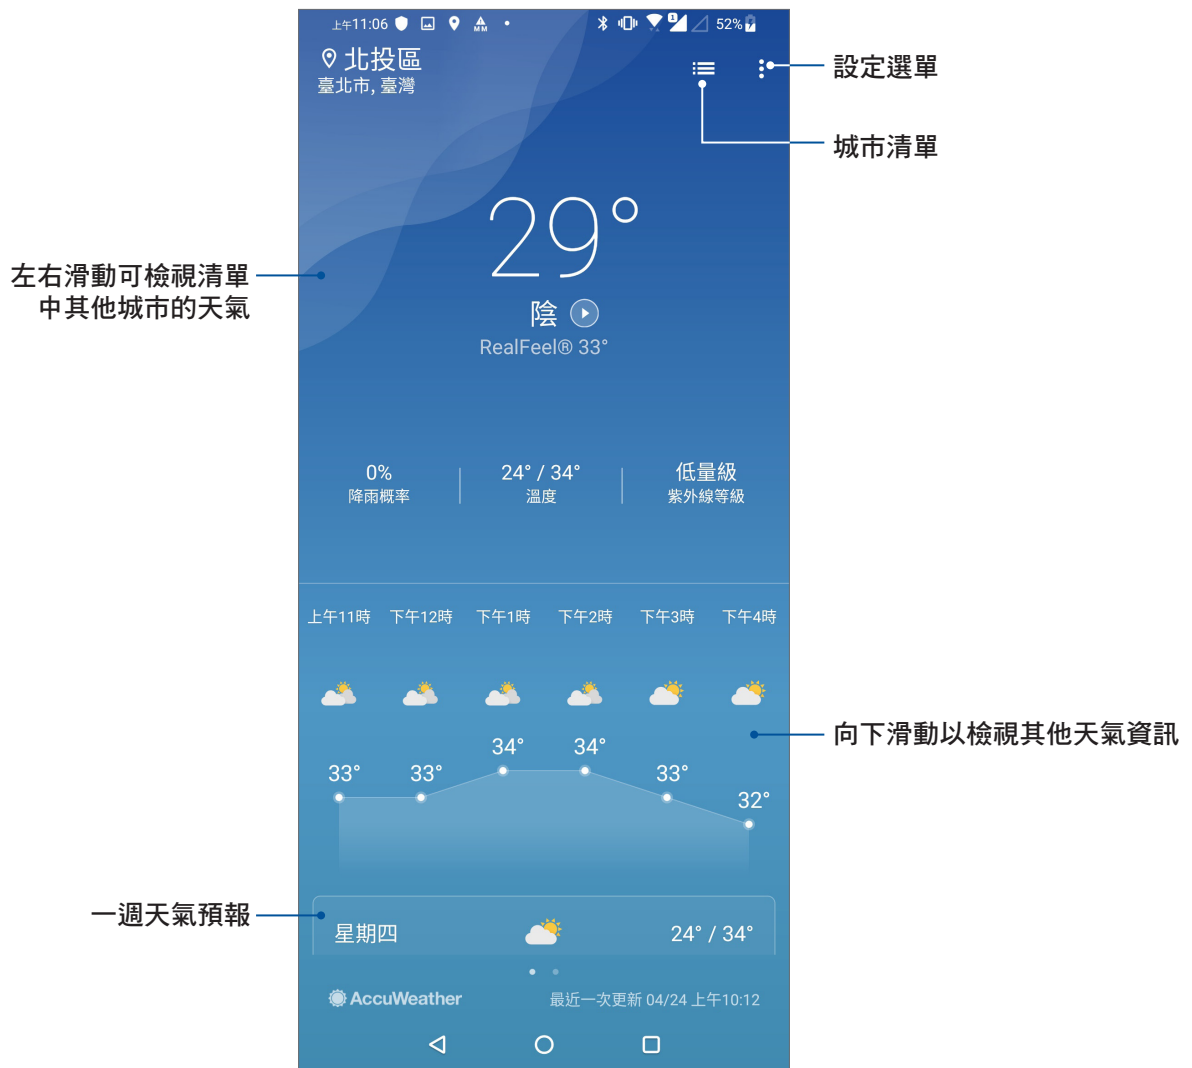 上午11:06
52%
北投區
臺北市, 臺灣
設定選單
城市清單
29°
左右滑動可檢視清單
中其他城市的天氣
陰
RealFeel® 33°
0% 24° / 34° 低量級
降雨概率 溫度 紫外線等級
上午11時 下午12時 下午1時 下午2時 下午3時 下午4時
向下滑動以檢視其他天氣資訊
33° 33° 34° 34° 33° 32°
一週天氣預報
星期四 24° / 34°
AccuWeather 最近一次更新 04/24 上午10:12